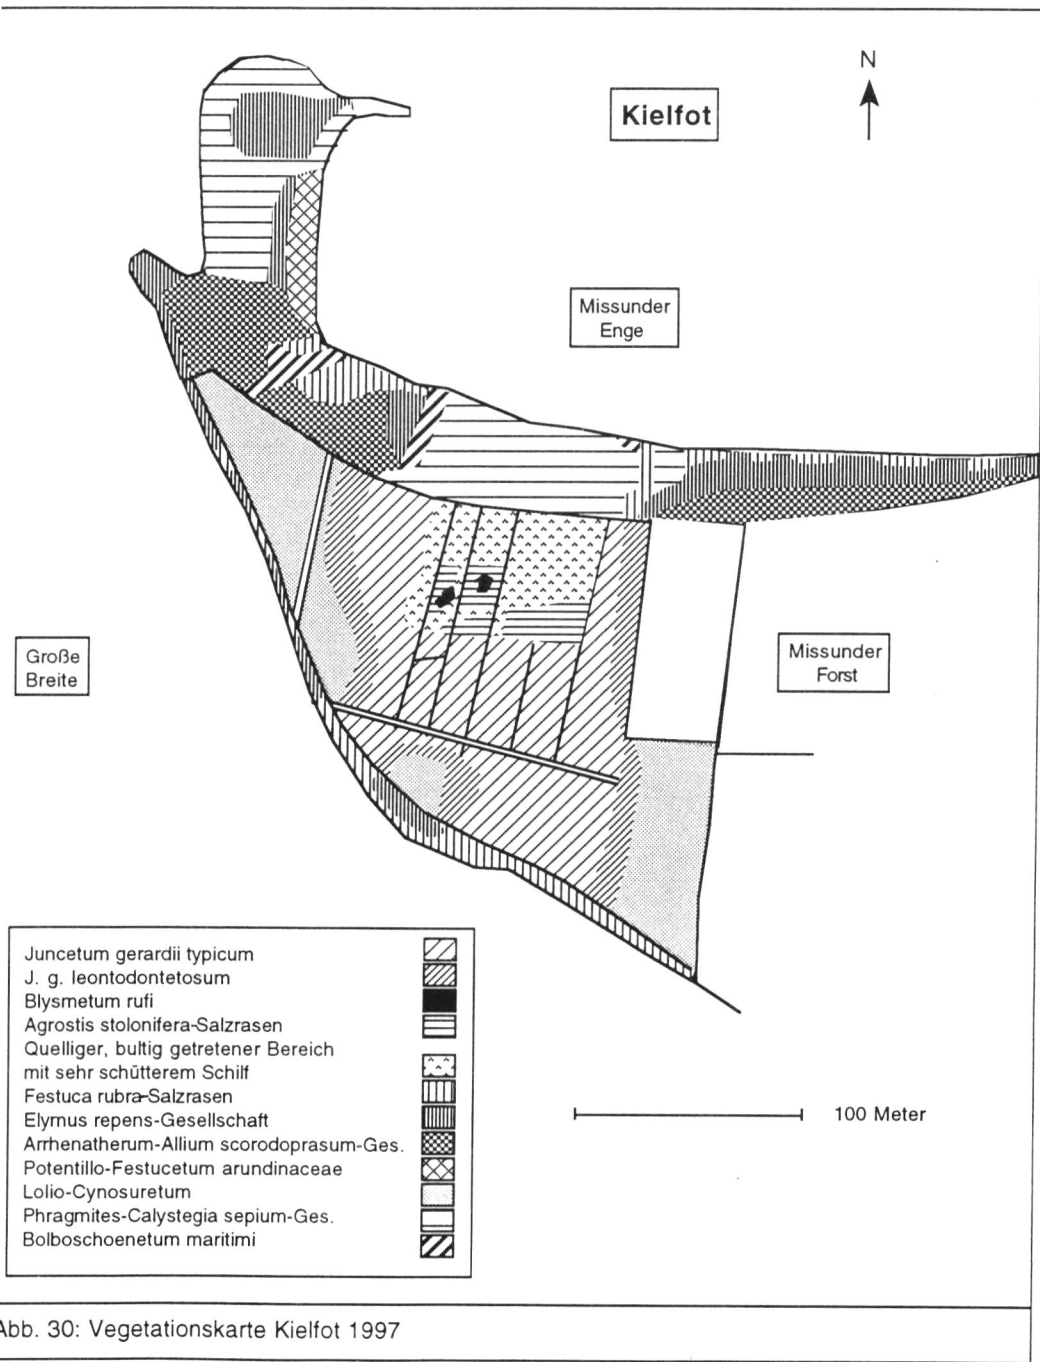 N
Kielfot
Missunder
Enge
Große
Breite
Missunder
Forst
Juncetum gerardii typicum
J. g. leontodontetosum
Blysmetum rufi
Agrostis stolonifera-Salzrasen
Quelliger, bultig getretener Bereich
mit sehr schütterem Schilf
Festuca rubra-Salzrasen
Elymus repens-Gesellschaft
Arrhenatherum-Allium scorodoprasum-Ges.
Potentillo-Festucetum arundinaceae
Lolio-Cynosuretum
Phragmites-Calystegia sepium-Ges.
Bolboschoenetum maritimi
100 Meter
Abb. 30: Vegetationskarte Kielfot 1997